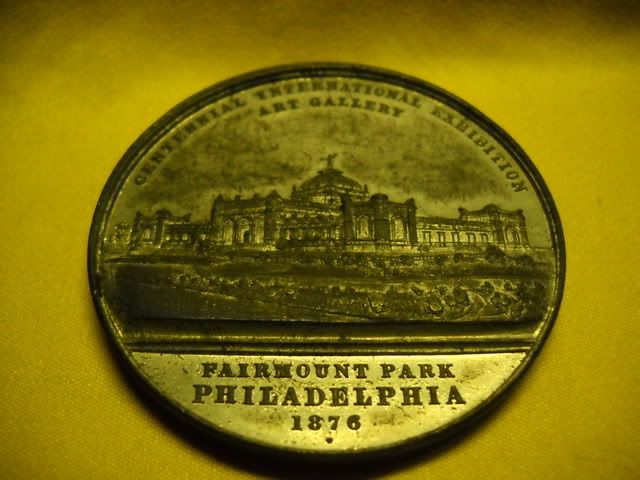 CENTENNIAL INTERNATIONAL EXHIBITION
ART GALLERY
FAIRMOUNT PARK
PHILADELPHIA
1876